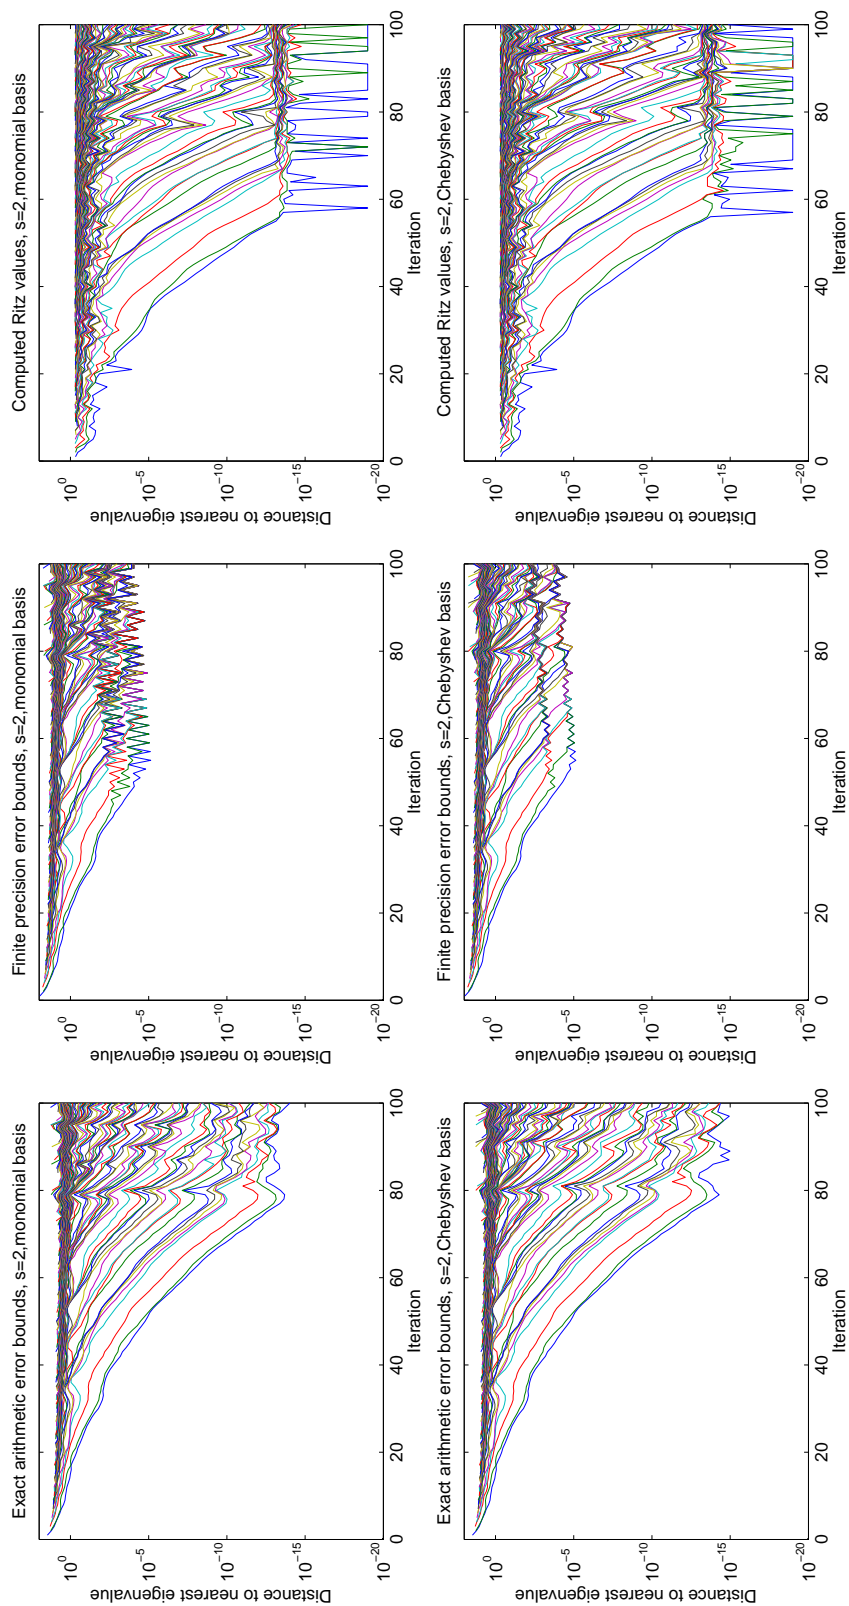 Exact arithmetic error bounds, s=2,monomial basis
Distance to nearest eigenvalue
10^0
10^−5
10^−10
10^−15
10^−20
0 20 40 60 80 100
Iteration
Finite precision error bounds, s=2,monomial basis
Distance to nearest eigenvalue
10^0
10^−5
10^−10
10^−15
10^−20
0 20 40 60 80 100
Iteration
Computed Ritz values, s=2,monomial basis
Distance to nearest eigenvalue
10^0
10^−5
10^−10
10^−15
10^−20
0 20 40 60 80 100
Iteration
Exact arithmetic error bounds, s=2,Chebyshev basis
Distance to nearest eigenvalue
10^0
10^−5
10^−10
10^−15
10^−20
0 20 40 60 80 100
Iteration
Finite precision error bounds, s=2,Chebyshev basis
Distance to nearest eigenvalue
10^0
10^−5
10^−10
10^−15
10^−20
0 20 40 60 80 100
Iteration
Computed Ritz values, s=2,Chebyshev basis
Distance to nearest eigenvalue
10^0
10^−5
10^−10
10^−15
10^−20
0 20 40 60 80 100
Iteration